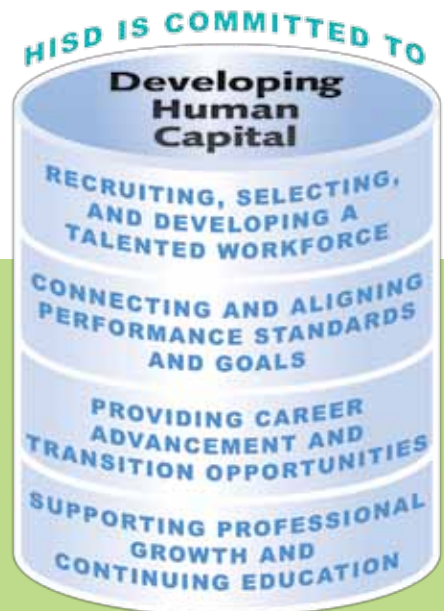 HISD IS COMMITTED TO
Developing
Human
Capital
RECRUITING, SELECTING,
AND DEVELOPING A
TALENTED WORKFORCE
CONNECTING AND ALIGNING
PERFORMANCE STANDARDS
AND GOALS
PROVIDING CAREER
ADVANCEMENT AND
TRANSITION OPPORTUNITIES
SUPPORTING PROFESSIONAL
GROWTH AND
CONTINUING EDUCATION